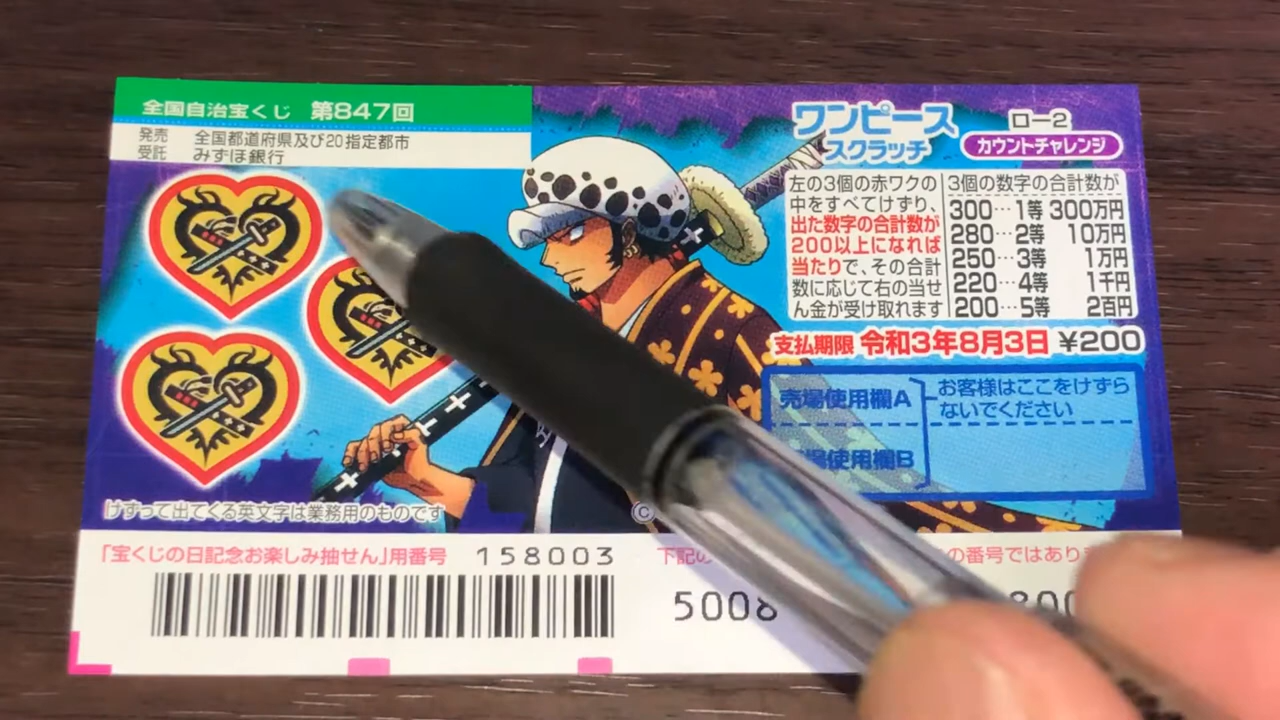 全国自治宝くじ 第847回
発売 全国都道府県及び20指定都市
受託 みずほ銀行
ワンピース
スクラッチ
ロー2
カウントチャレンジ
左の3個の赤ワクの
中をすべてけずり、
出た数字の合計数が
200以上になれば
当たりで、その合計
数に応じて右の当せ
ん金が受け取れます
3個の数字の合計数が
300…1等 300万円
280…2等 10万円
250…3等 1万円
220…4等 1千円
200…5等 2百円
支払期限 令和3年8月3日 ¥200
売場使用欄A
お客様はここをけずら
ないでください
場使用欄B
けずって出てくる英文字は業務用のものです
©
「宝くじの日記念お楽しみ抽せん」用番号 158003
下記の
の番号ではあり
5008